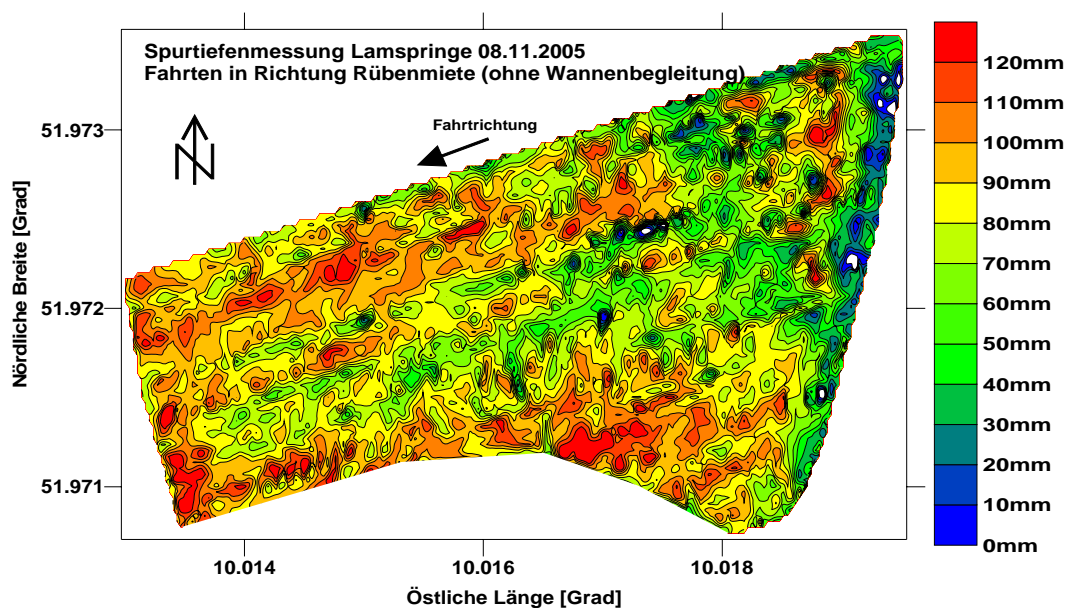 Spurtiefenmessung Lamspringe 08.11.2005
Fahrten in Richtung Rübenmiete (ohne Wannenbegleitung)
Fahrtrichtung
N
51.973
51.972
51.971
Nördliche Breite [Grad]
10.014
10.016
10.018
Östliche Länge [Grad]
120mm
110mm
100mm
90mm
80mm
70mm
60mm
50mm
40mm
30mm
20mm
10mm
0mm